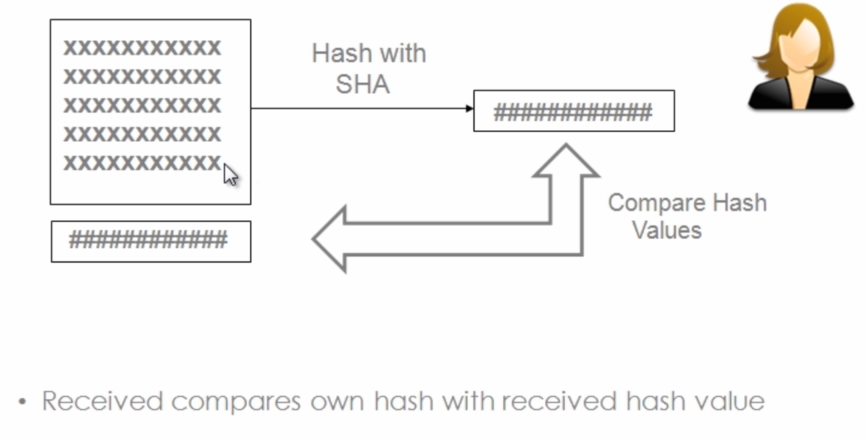 XXXXXXXXXXX
XXXXXXXXXXX
XXXXXXXXXXX
XXXXXXXXXXX
XXXXXXXXXXX
############
Hash with
SHA
############
Compare Hash
Values
• Received compares own hash with received hash value